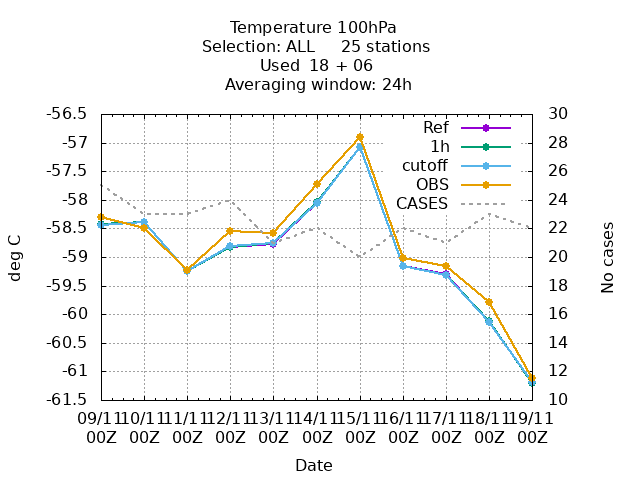 Temperature 100hPa
Selection: ALL     25 stations
Used 18 + 06
Averaging window: 24h
-56.5
-57
-57.5
-58
-58.5
-59
-59.5
-60
-60.5
-61
-61.5
deg C
30
28
26
24
22
20
18
16
14
12
10
No cases
Ref
1h
cutoff
OBS
CASES
09/11 10/11 11/11 12/11 13/11 14/11 15/11 16/11 17/11 18/11 19/11
00Z 00Z 00Z 00Z 00Z 00Z 00Z 00Z 00Z 00Z 00Z
Date